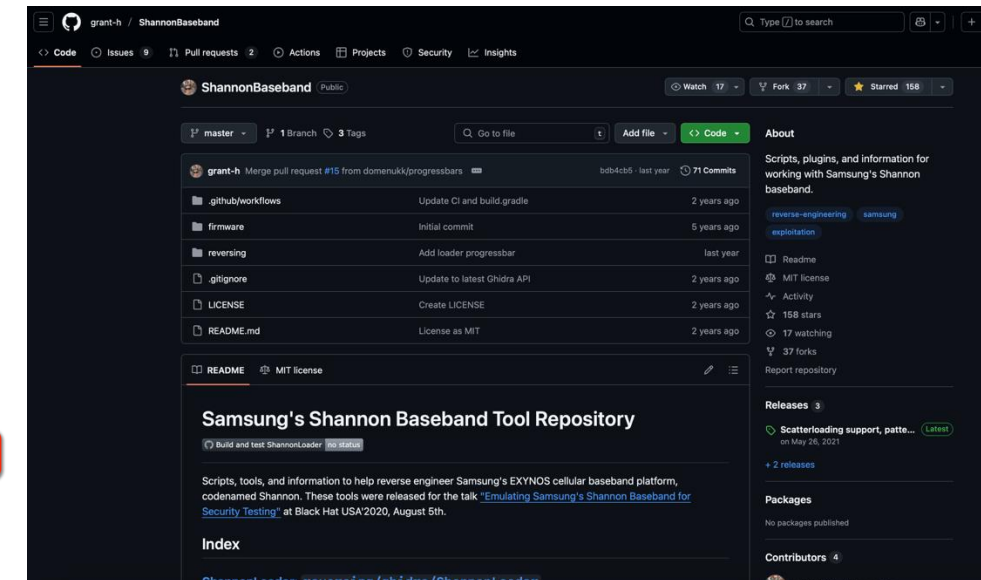 grant-h / ShannonBaseband
Type / to search
Code
Issues 9
Pull requests 2
Actions
Projects
Security
Insights
ShannonBaseband Public
Watch 17
Fork 37
Starred 158
master
1 Branch
3 Tags
Go to file
t
Add file
Code
grant-h Merge pull request #15 from domenukk/progressbars
bdb4cb5 · last year
71 Commits
.github/workflows Update CI and build.gradle 2 years ago
firmware Initial commit 5 years ago
reversing Add loader progressbar last year
.gitignore Update to latest Ghidra API 2 years ago
LICENSE Create LICENSE 2 years ago
README.md License as MIT 2 years ago
README
MIT license
Samsung's Shannon Baseband Tool Repository
Build and test ShannonLoader no status
Scripts, tools, and information to help reverse engineer Samsung's EXYNOS cellular baseband platform,
codenamed Shannon. These tools were released for the talk "Emulating Samsung's Shannon Baseband for
Security Testing" at Black Hat USA'2020, August 5th.
Index
About
Scripts, plugins, and information for
working with Samsung's Shannon
baseband.
reverse-engineering samsung
exploitation
Readme
MIT license
Activity
158 stars
17 watching
37 forks
Report repository
Releases 3
Scatterloading support, patte... Latest
on May 26, 2021
+ 2 releases
Packages
No packages published
Contributors 4